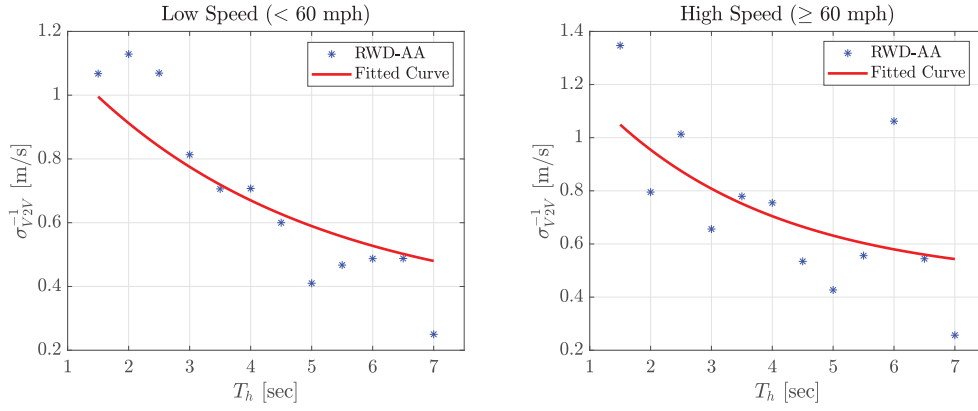 Low Speed (< 60 mph)
1.2
1
0.8
0.6
0.4
0.2
σ_{V2V}^{-1} [m/s]
RWD-AA
Fitted Curve
1 2 3 4 5 6 7
T_h [sec]
High Speed (≥ 60 mph)
1.4
1.2
1
0.8
0.6
0.4
0.2
σ_{V2V}^{-1} [m/s]
RWD-AA
Fitted Curve
1 2 3 4 5 6 7
T_h [sec]